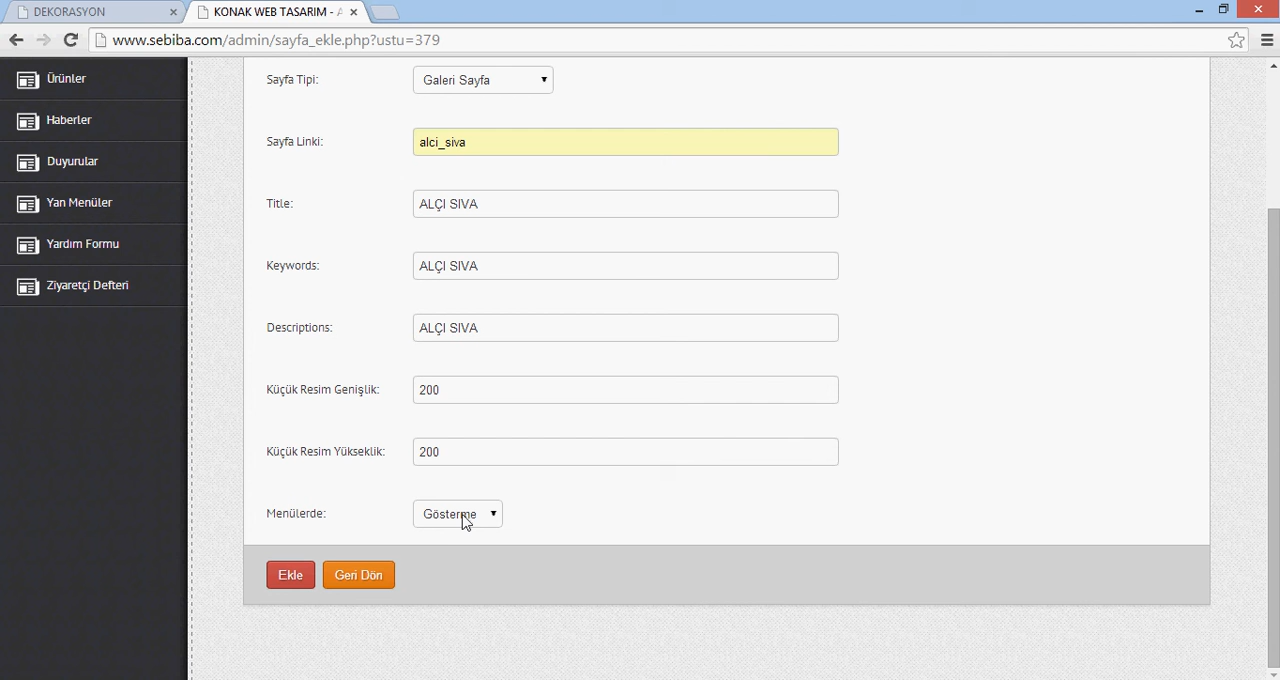 DEKORASYON
KONAK WEB TASARIM - A
www.sebiba.com/admin/sayfa_ekle.php?ustu=379
Ürünler
Haberler
Duyurular
Yan Menüler
Yardım Formu
Ziyaretçi Defteri
Sayfa Tipi: Galeri Sayfa
Sayfa Linki: alci_siva
Title: ALÇI SIVA
Keywords: ALÇI SIVA
Descriptions: ALÇI SIVA
Küçük Resim Genişlik: 200
Küçük Resim Yükseklik: 200
Menülerde: Gösterme
Ekle Geri Dön